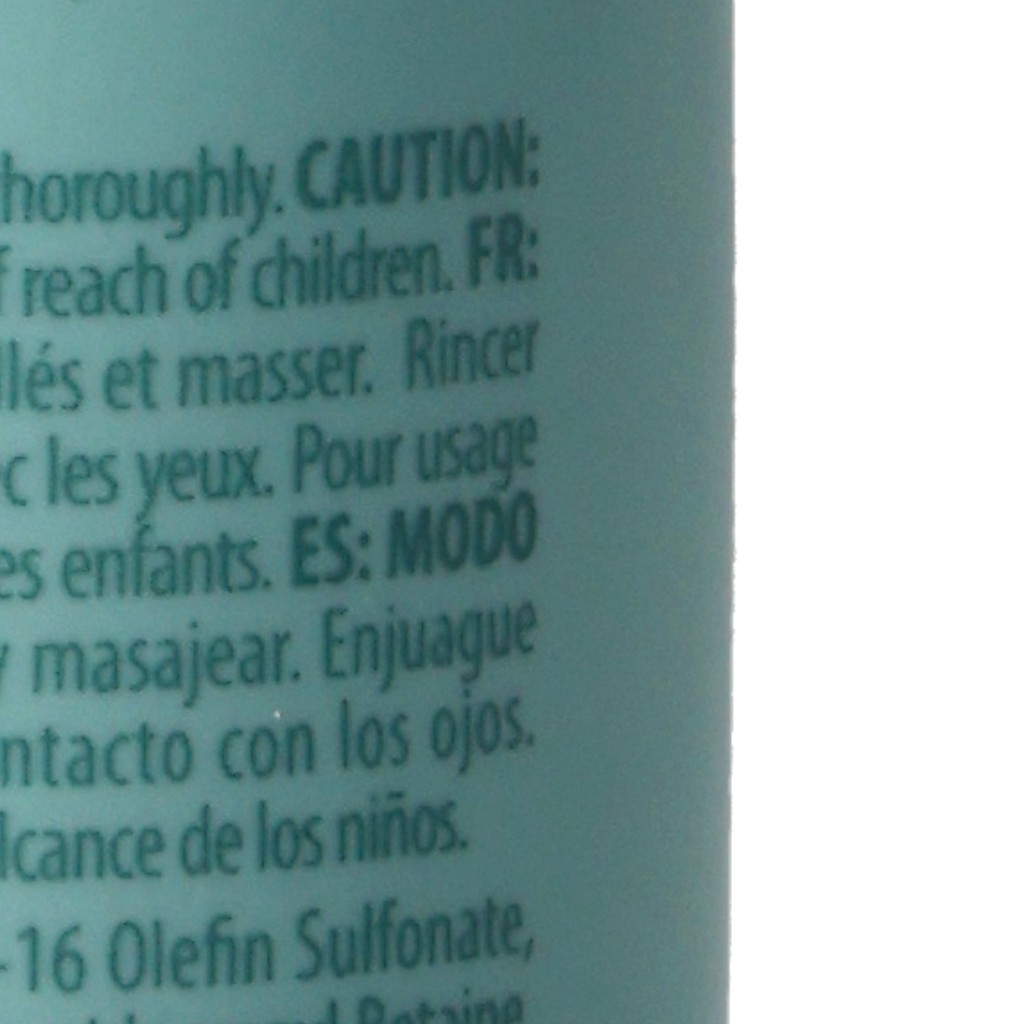 horoughly. CAUTION:
f reach of children. FR:
llés et masser. Rincer
c les yeux. Pour usage
es enfants. ES: MODO
y masajear. Enjuague
ntacto con los ojos.
lcance de los niños.
-16 Olefin Sulfonate,
Betaine